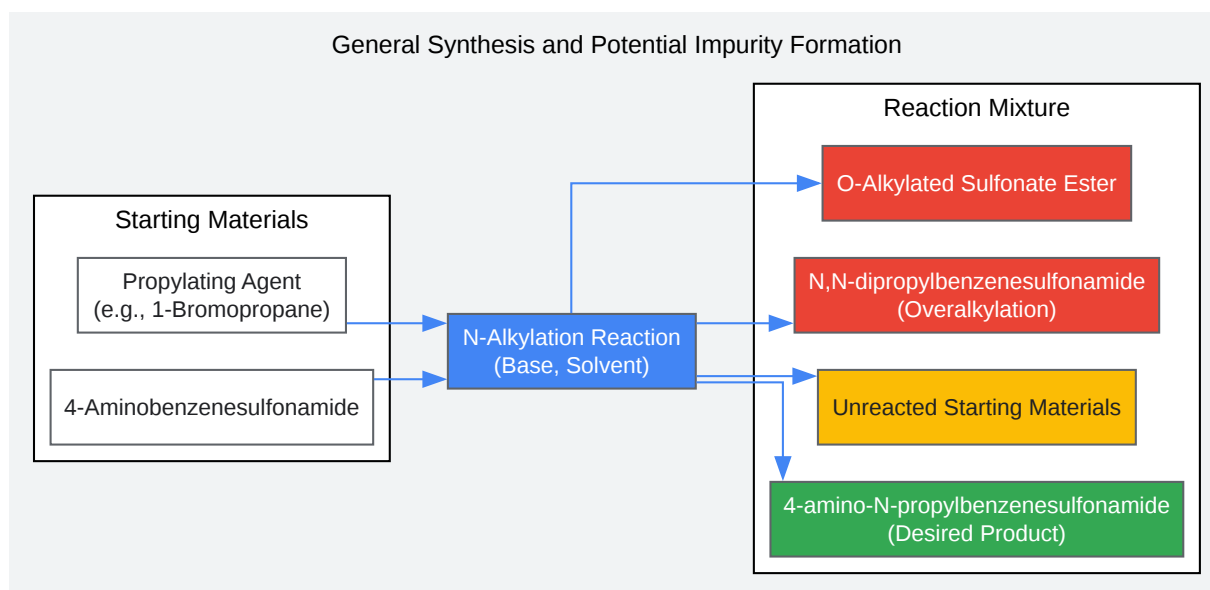 General Synthesis and Potential Impurity Formation
Starting Materials
Propylating Agent
(e.g., 1-Bromopropane)
4-Aminobenzenesulfonamide
N-Alkylation Reaction
(Base, Solvent)
Reaction Mixture
O-Alkylated Sulfonate Ester
N,N-dipropylbenzenesulfonamide
(Overalkylation)
Unreacted Starting Materials
4-amino-N-propylbenzenesulfonamide
(Desired Product)